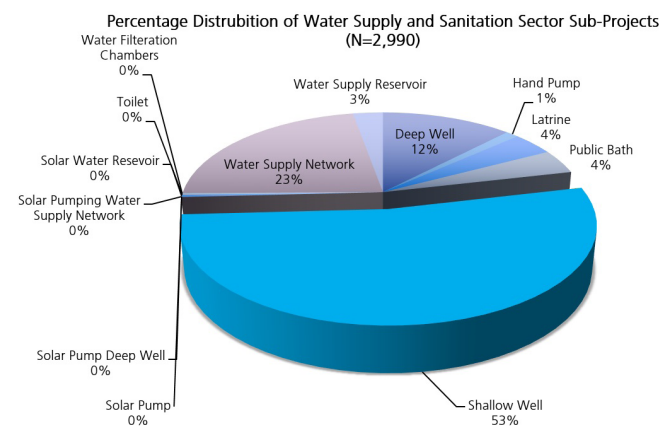 Percentage Distrubition of Water Supply and Sanitation Sector Sub-Projects
(N=2,990)
Water Filteration
Chambers
0%
Toilet
0%
Solar Water Resevoir
0%
Solar Pumping Water
Supply Network
0%
Solar Pump Deep Well
0%
Solar Pump
0%
Water Supply Network
23%
Water Supply Reservoir
3%
Deep Well
12%
Hand Pump
1%
Latrine
4%
Public Bath
4%
Shallow Well
53%